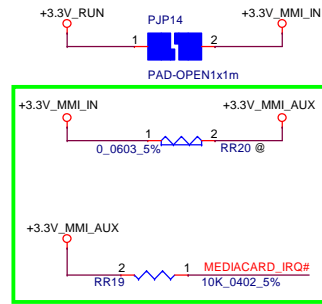 +3.3V_RUN
PJP14
+3.3V_MMI_IN
1
2
PAD-OPEN1x1m
+3.3V_MMI_IN
+3.3V_MMI_AUX
1
2
0_0603_5%
RR20 @
+3.3V_MMI_AUX
2
1
MEDIACARD_IRQ#
RR19
10K_0402_5%